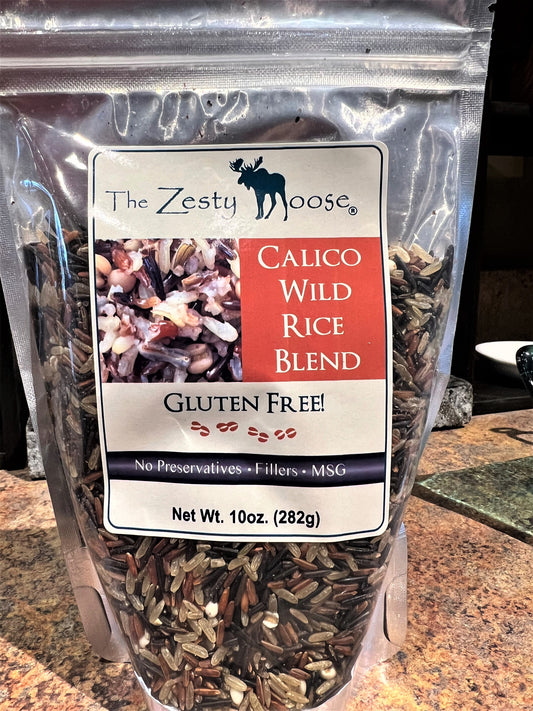 The Zesty Moose®
Calico
Wild
Rice
Blend
Gluten Free!
No Preservatives • Fillers • MSG
Net Wt. 10oz. (282g)